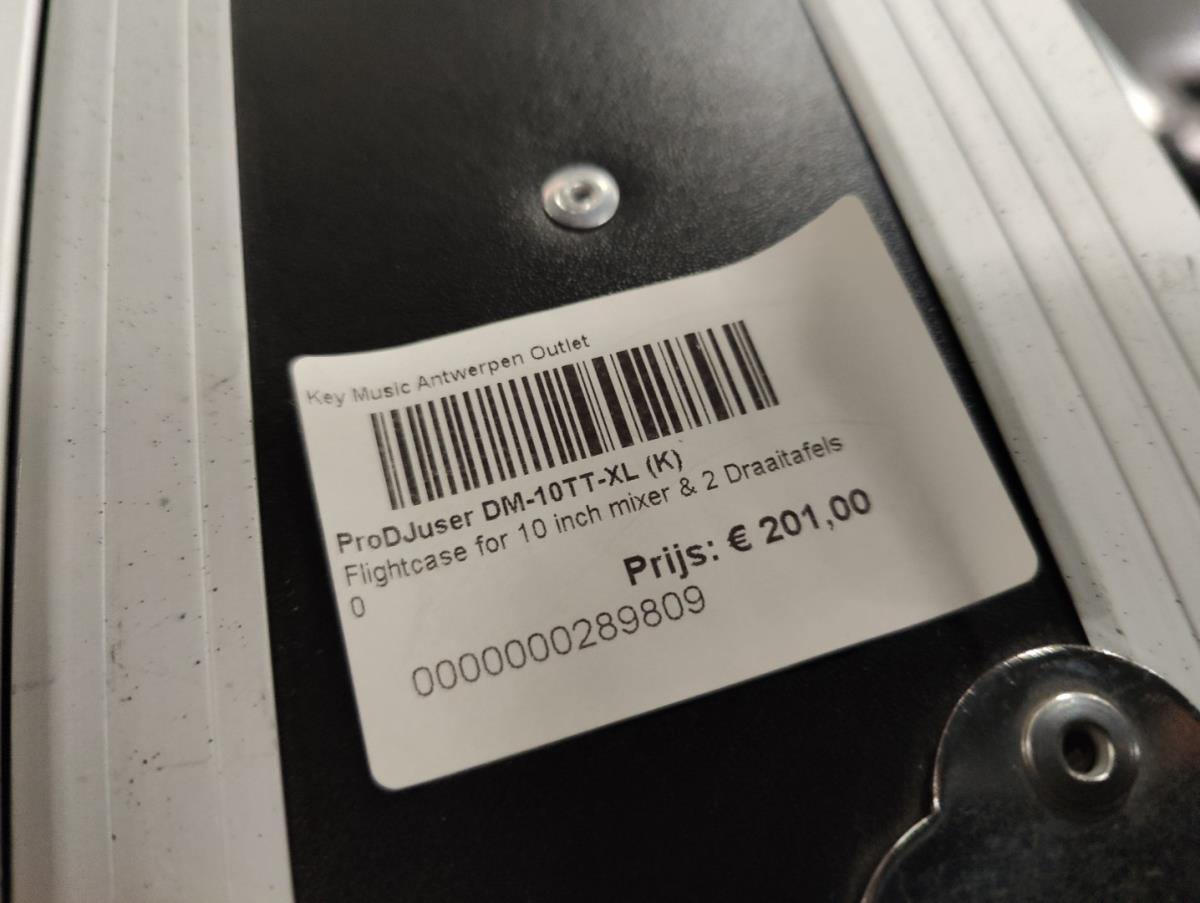 Key Music Antwerpen Outlet
ProDJuser DM-10TT-XL (K)
Flightcase for 10 inch mixer & 2 Draaitafels
0
Prijs: € 201,00
0000000289809